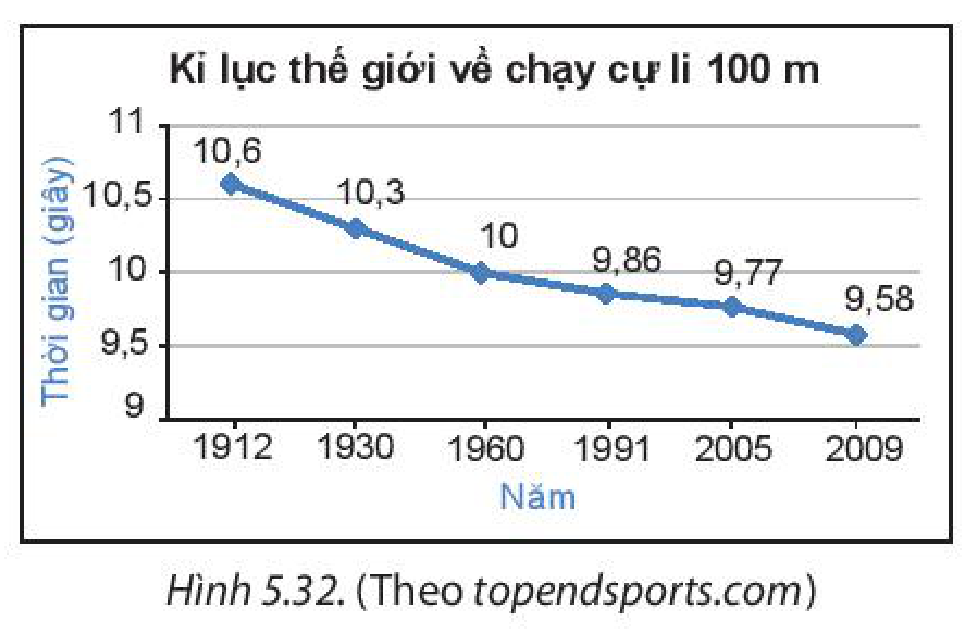 Kỉ lục thế giới về chạy cự li 100 m
Thời gian (giây)
11
10,5
10
9,5
9
10,6
10,3
10
9,86
9,77
9,58
1912 1930 1960 1991 2005 2009
Năm
Hình 5.32. (Theo topendsports.com)